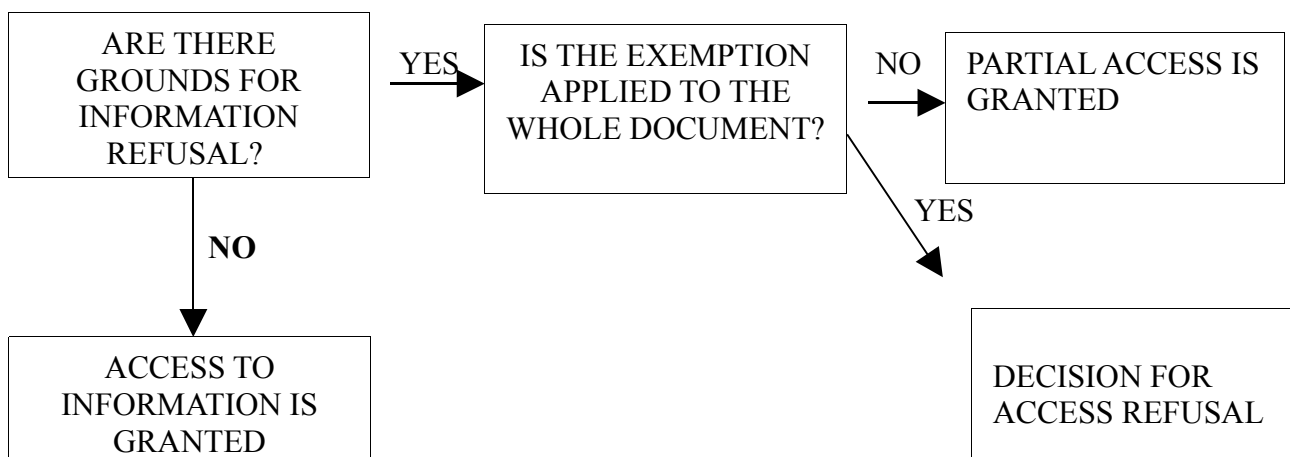 ARE THERE
GROUNDS FOR
INFORMATION
REFUSAL?
YES
IS THE EXEMPTION
APPLIED TO THE
WHOLE DOCUMENT?
NO
PARTIAL ACCESS IS
GRANTED
YES
NO
ACCESS TO
INFORMATION IS
GRANTED
DECISION FOR
ACCESS REFUSAL